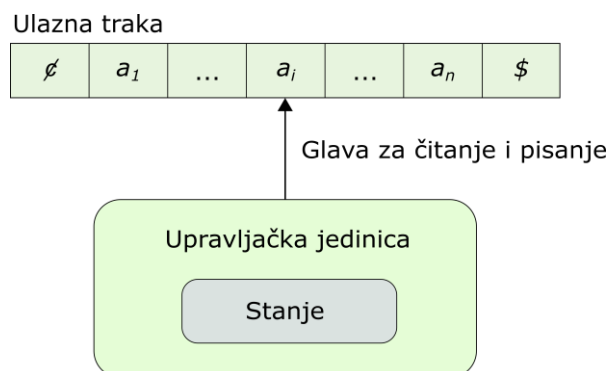 Ulazna traka
¢ a₁ ... aᵢ ... aₙ $
Glava za čitanje i pisanje
Upravljačka jedinica
Stanje